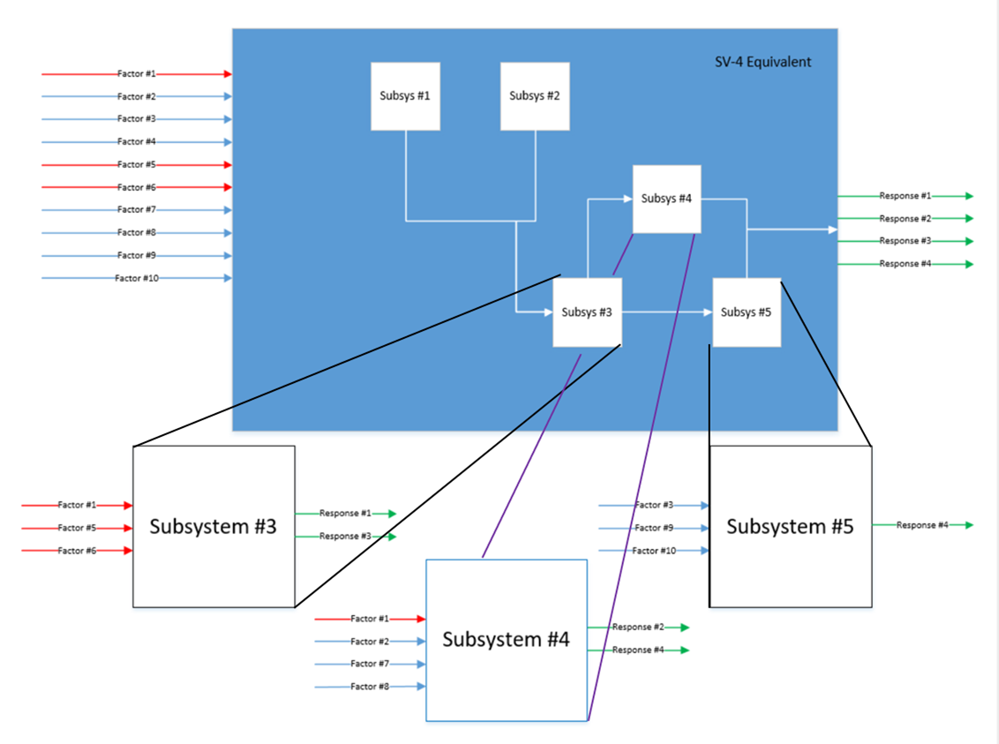 SV-4 Equivalent
Factor #1
Factor #2
Factor #3
Factor #4
Factor #5
Factor #6
Factor #7
Factor #8
Factor #9
Factor #10
Subsys #1
Subsys #2
Subsys #4
Subsys #3
Subsys #5
Response #1
Response #2
Response #3
Response #4
Factor #1
Factor #5
Factor #6
Subsystem #3
Response #1
Response #3
Factor #1
Factor #2
Factor #7
Factor #8
Subsystem #4
Response #2
Response #4
Factor #3
Factor #9
Factor #10
Subsystem #5
Response #4